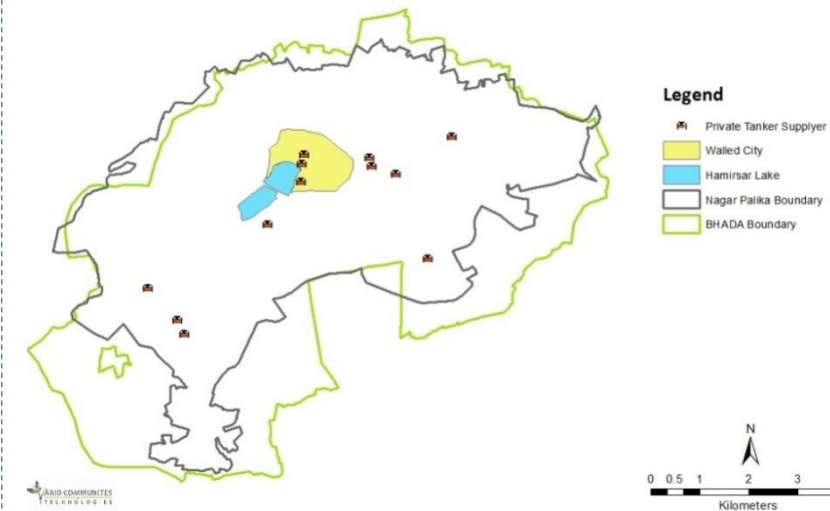 Legend
Private Tanker Supplyer
Walled City
Hamirsar Lake
Nagar Palika Boundary
BHADA Boundary
N
0 0.5 1 2 3
Kilometers
ARID COMMUNITES
TECHNOLOGIES